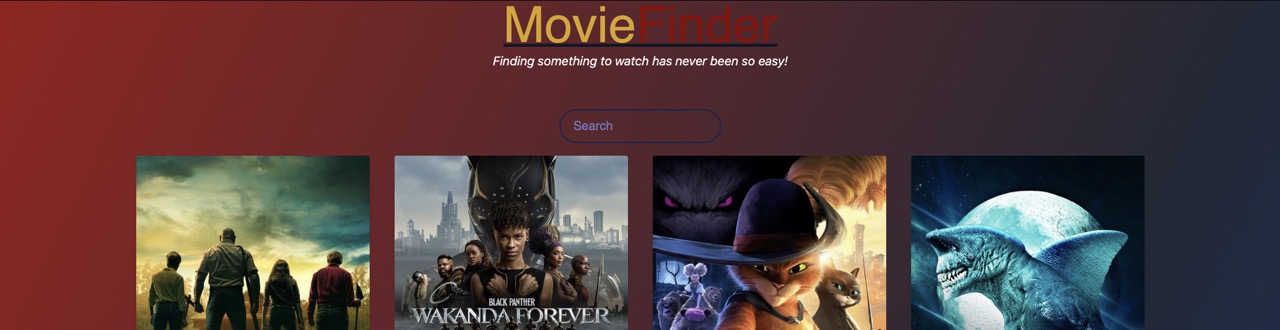 MovieFinder
Finding something to watch has never been so easy!
Search
BLACK PANTHER
WAKANDA FOREVER